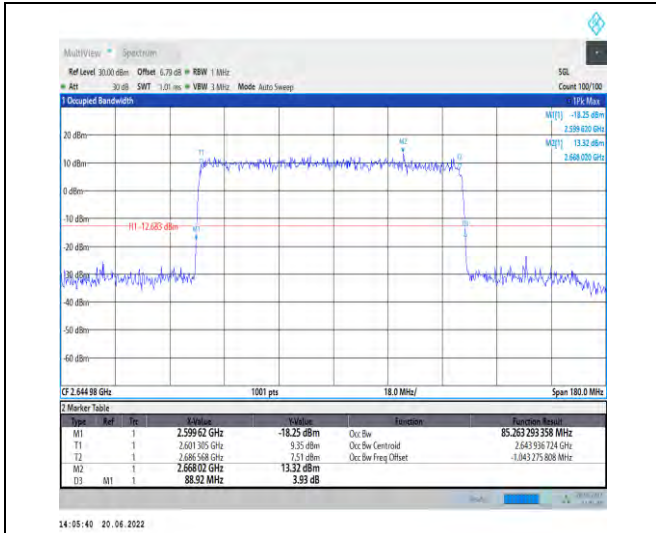 MultiView Spectrum
Ref Level 30.00 dBm Offset 6.79 dB RBW 1 MHz SGL
Att 30 dB SWT 1.01 ms VBW 3 MHz Mode Auto Sweep Count 100/100
1 Occupied Bandwidth 1Pk Max
M1[1] -18.25 dBm
2.599 620 GHz
M2[1] 13.32 dBm
2.668 020 GHz
20 dBm
M2
T1
10 dBm
0 dBm
-10 dBm
H1 -12.683 dBm
M1
-20 dBm
-30 dBm
-40 dBm
-50 dBm
-60 dBm
CF 2.644 98 GHz 1001 pts 18.0 MHz/ Span 180.0 MHz
2 Marker Table
Type Ref Trc X-Value Y-Value Function Function Result
M1 1 2.599 62 GHz -18.25 dBm Occ Bw 85.263 293 358 MHz
T1 1 2.601 305 GHz 9.35 dBm Occ Bw Centroid 2.643 936 724 GHz
T2 1 2.686 568 GHz 7.51 dBm Occ Bw Freq Offset -1.043 275 808 MHz
M2 1 2.668 02 GHz 13.32 dBm
D3 M1 1 88.92 MHz 3.93 dB
14:05:40 20.06.2022